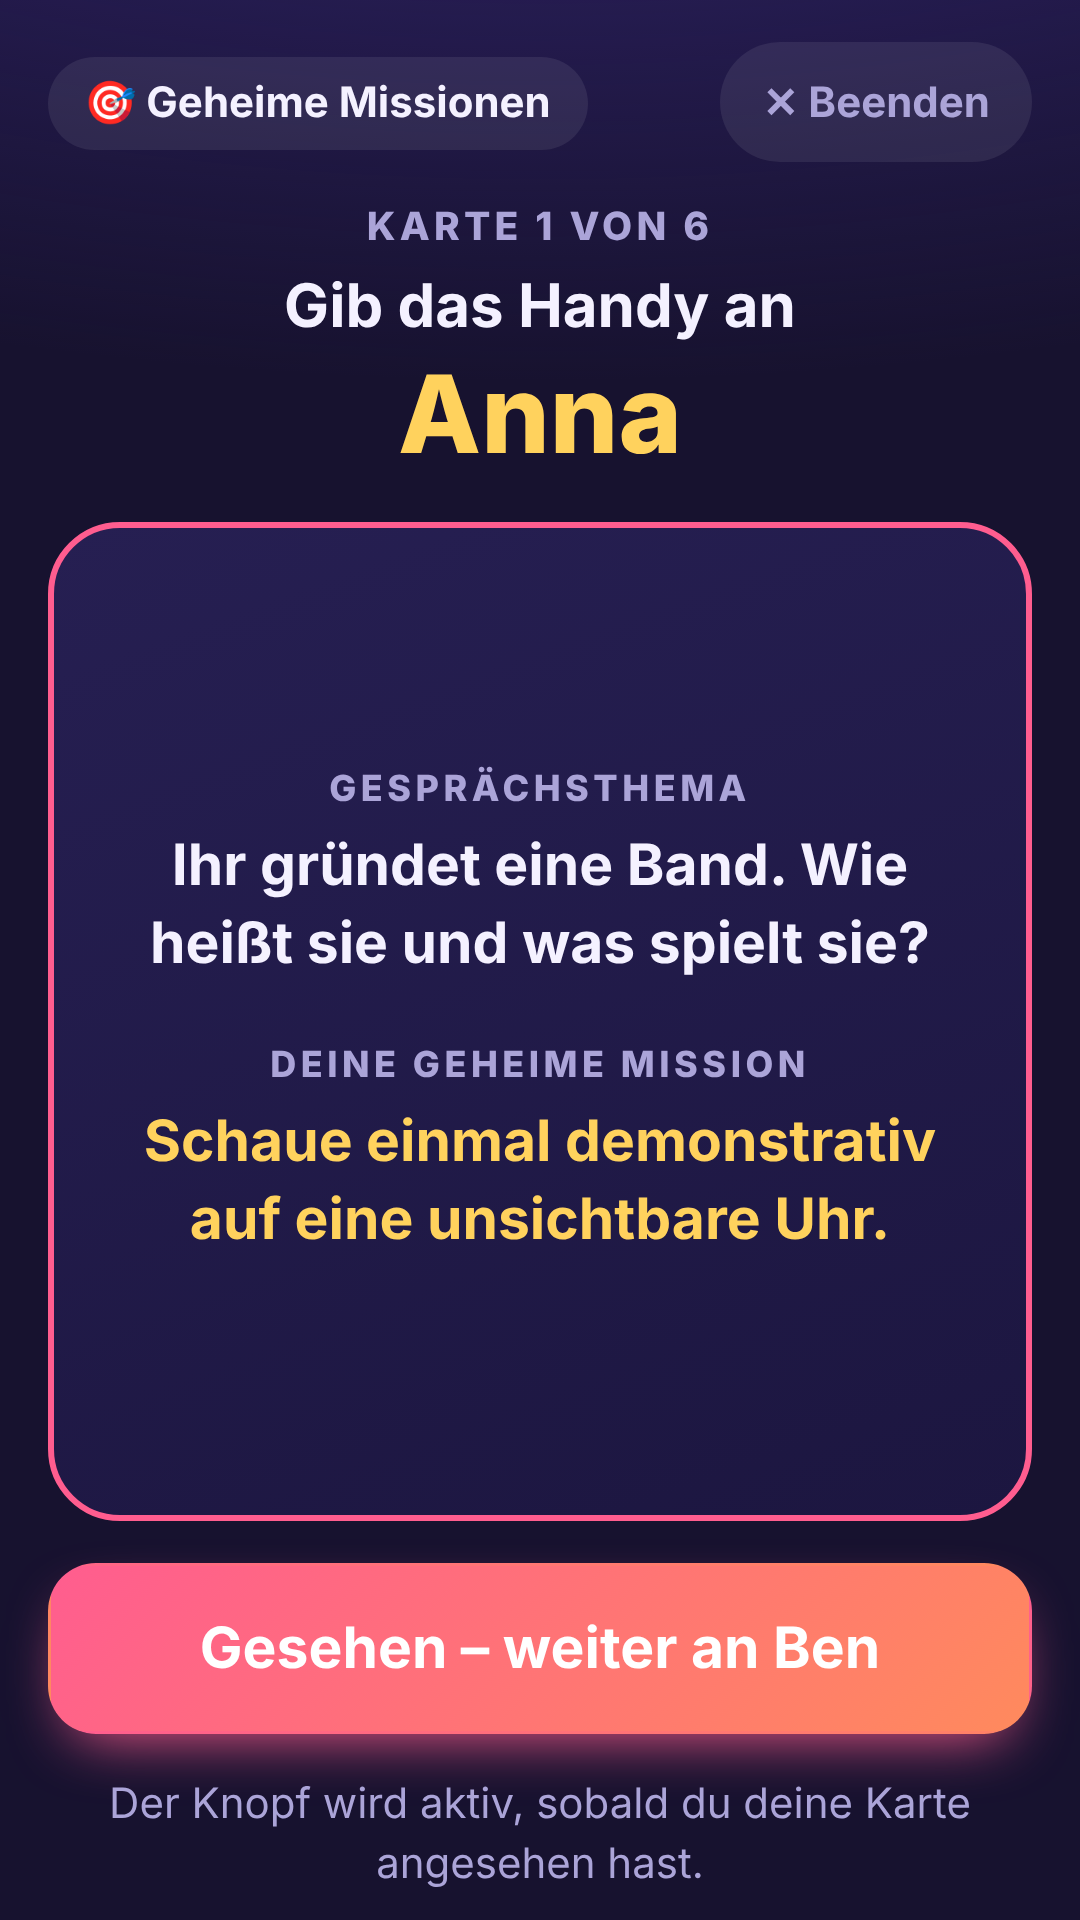 🎯 Geheime Missionen
✕ Beenden
KARTE 1 VON 6
Gib das Handy an
Anna
GESPRÄCHSTHEMA
Ihr gründet eine Band. Wie
heißt sie und was spielt sie?
DEINE GEHEIME MISSION
Schaue einmal demonstrativ
auf eine unsichtbare Uhr.
Gesehen – weiter an Ben
Der Knopf wird aktiv, sobald du deine Karte
angesehen hast.